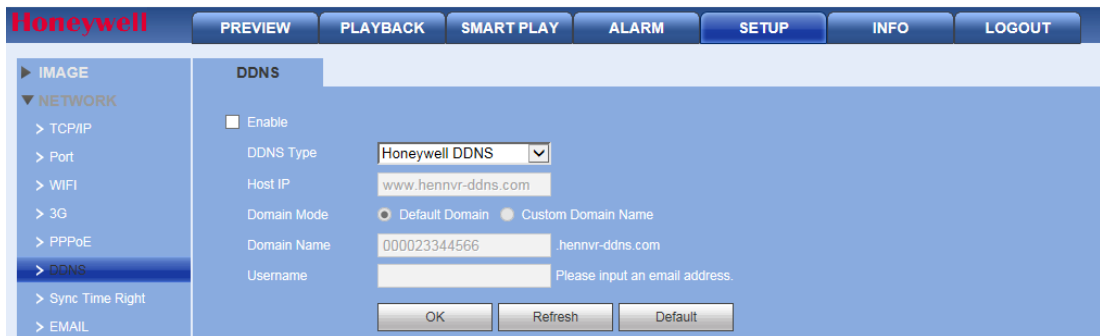 Honeywell
PREVIEW PLAYBACK SMART PLAY ALARM SETUP INFO LOGOUT
IMAGE
NETWORK
> TCP/IP
> Port
> WIFI
> 3G
> PPPoE
> DDNS
> Sync Time Right
> EMAIL
DDNS
Enable
DDNS Type Honeywell DDNS
Host IP www.hennvr-ddns.com
Domain Mode Default Domain Custom Domain Name
Domain Name 000023344566 .hennvr-ddns.com
Username Please input an email address.
OK Refresh Default